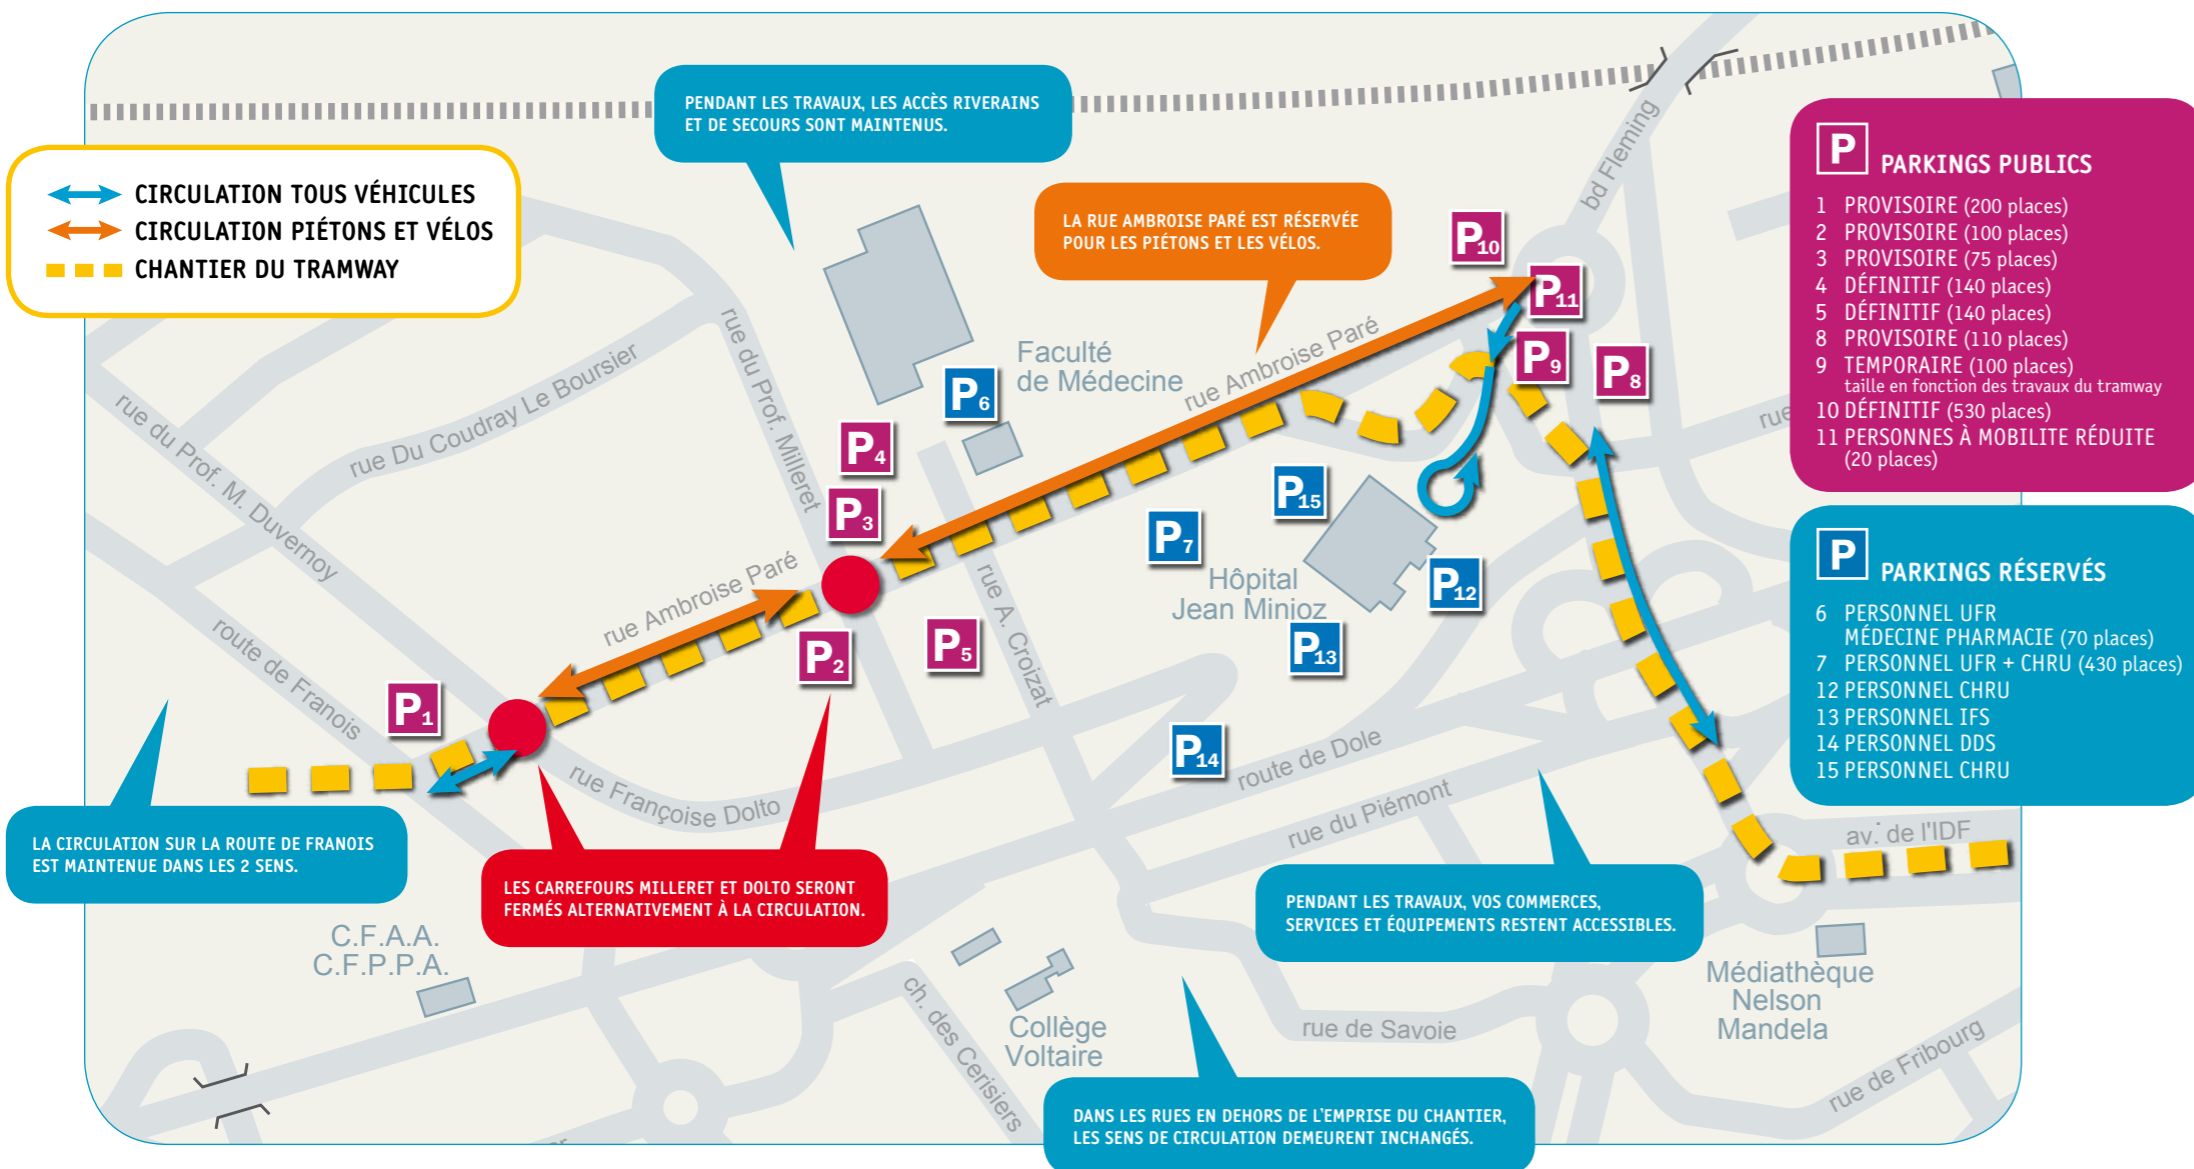 CIRCULATION TOUS VÉHICULES
CIRCULATION PIÉTONS ET VÉLOS
CHANTIER DU TRAMWAY
PENDANT LES TRAVAUX, LES ACCÈS RIVERAINS
ET DE SECOURS SONT MAINTENUS.
LA RUE AMBROISE PARÉ EST RÉSERVÉE
POUR LES PIÉTONS ET LES VÉLOS.
bd Fleming
P PARKINGS PUBLICS
1 PROVISOIRE (200 places)
2 PROVISOIRE (100 places)
3 PROVISOIRE (75 places)
4 DÉFINITIF (140 places)
5 DÉFINITIF (140 places)
8 PROVISOIRE (110 places)
9 TEMPORAIRE (100 places)
taille en fonction des travaux du tramway
10 DÉFINITIF (530 places)
11 PERSONNES À MOBILITE RÉDUITE
(20 places)
P PARKINGS RÉSERVÉS
6 PERSONNEL UFR
MÉDECINE PHARMACIE (70 places)
7 PERSONNEL UFR + CHRU (430 places)
12 PERSONNEL CHRU
13 PERSONNEL IFS
14 PERSONNEL DDS
15 PERSONNEL CHRU
P10
P11
P9
P8
rue
rue du Prof. Milleret
Faculté
de Médecine
rue Ambroise Paré
P6
rue Du Coudray Le Boursier
rue du Prof. M. Duvernoy
P4
P3
P15
P7
Hôpital
Jean Minioz
P12
P13
rue Ambroise Paré
rue A. Croizat
P2
P5
route de Franois
P1
P14
route de Dole
rue Françoise Dolto
rue du Piémont
av. de l'IDF
LA CIRCULATION SUR LA ROUTE DE FRANOIS
EST MAINTENUE DANS LES 2 SENS.
LES CARREFOURS MILLERET ET DOLTO SERONT
FERMÉS ALTERNATIVEMENT À LA CIRCULATION.
PENDANT LES TRAVAUX, VOS COMMERCES,
SERVICES ET ÉQUIPEMENTS RESTENT ACCESSIBLES.
C.F.A.A.
C.F.P.P.A.
ch. des Cerisiers
Collège
Voltaire
rue de Savoie
Médiathèque
Nelson
Mandela
rue de Fribourg
DANS LES RUES EN DEHORS DE L'EMPRISE DU CHANTIER,
LES SENS DE CIRCULATION DEMEURENT INCHANGÉS.